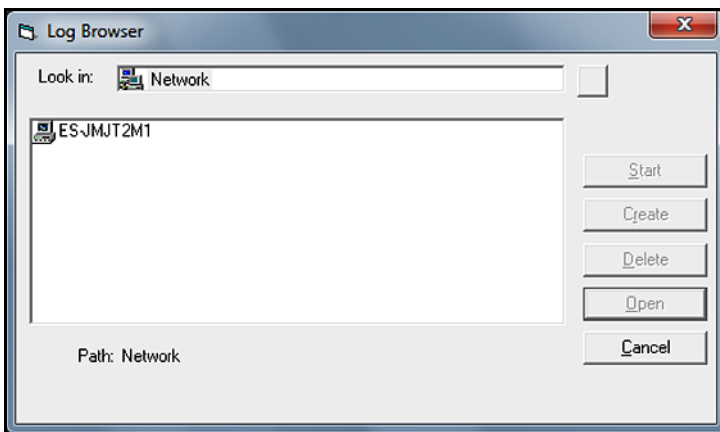 Log Browser
Look in: Network
ES-JMJT2M1
Start
Create
Delete
Open
Cancel
Path: Network